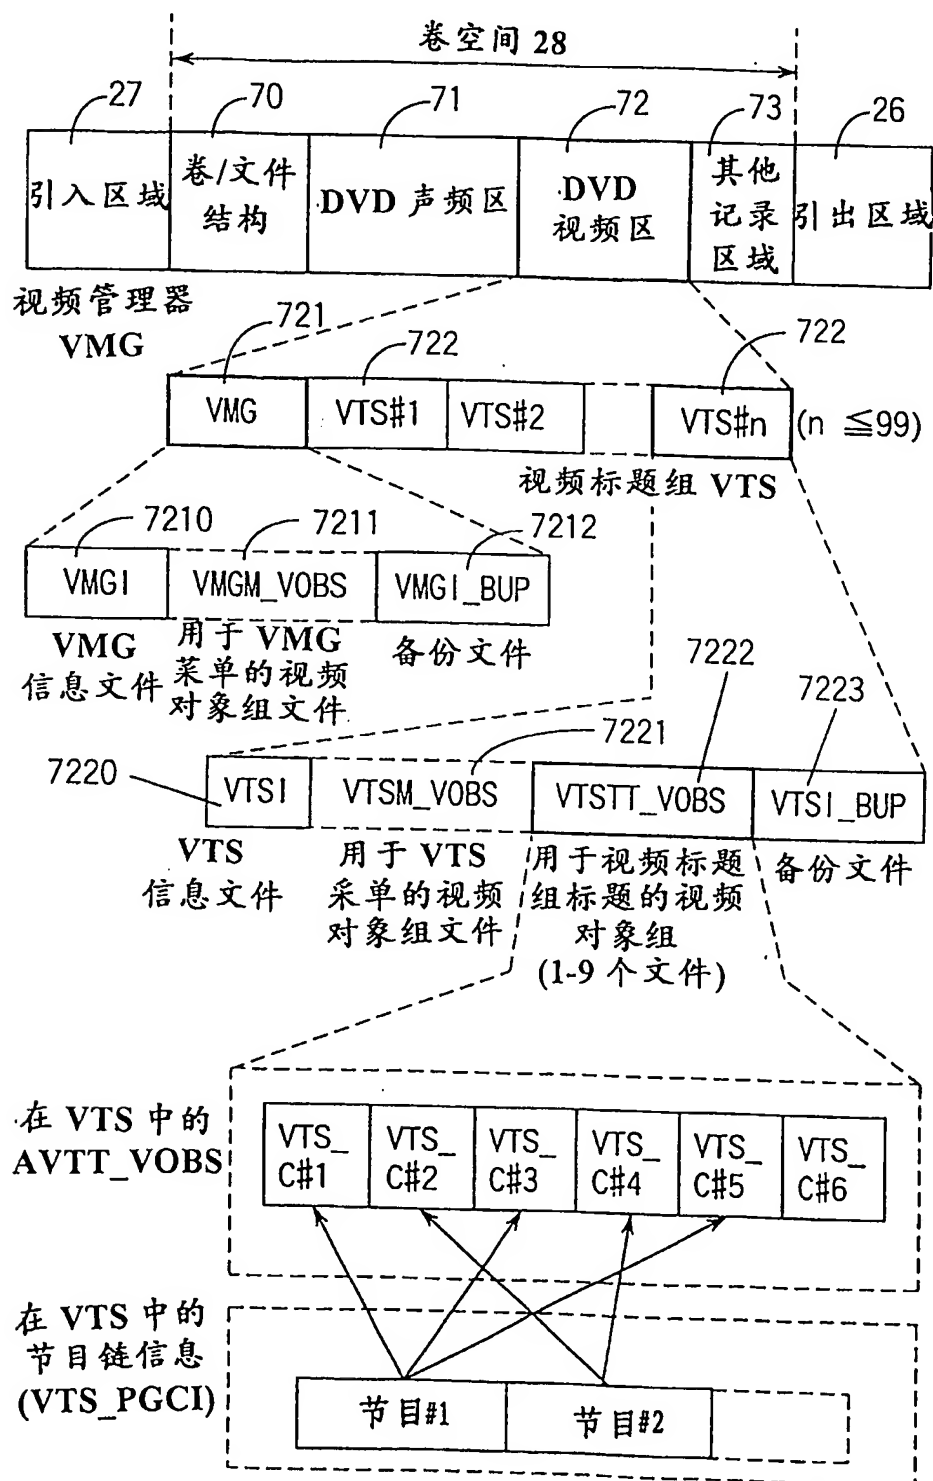 卷空间 28
27
70
71
72
73
26
引入区域
卷/文件
结构
DVD 声频区
DVD
视频区
其他
记录
区域
引出区域
视频管理器
VMG
721
722
722
VMG
VTS#1
VTS#2
VTS#n
(n ≦99)
视频标题组 VTS
7210
7211
7212
VMGI
VMGM_VOBS
VMGI_BUP
VMG
信息文件
用于 VMG
菜单的视频
对象组文件
备份文件
7222
7223
7220
7221
VTSI
VTSM_VOBS
VTSTT_VOBS
VTSI_BUP
VTS
信息文件
用于 VTS
采单的视频
对象组文件
用于视频标题
组标题的视频
对象组
(1-9 个文件)
备份文件
在 VTS 中的
AVTT_VOBS
VTS_
C#1
VTS_
C#2
VTS_
C#3
VTS_
C#4
VTS_
C#5
VTS_
C#6
在 VTS 中的
节目链信息
(VTS_PGCI)
节目#1
节目#2